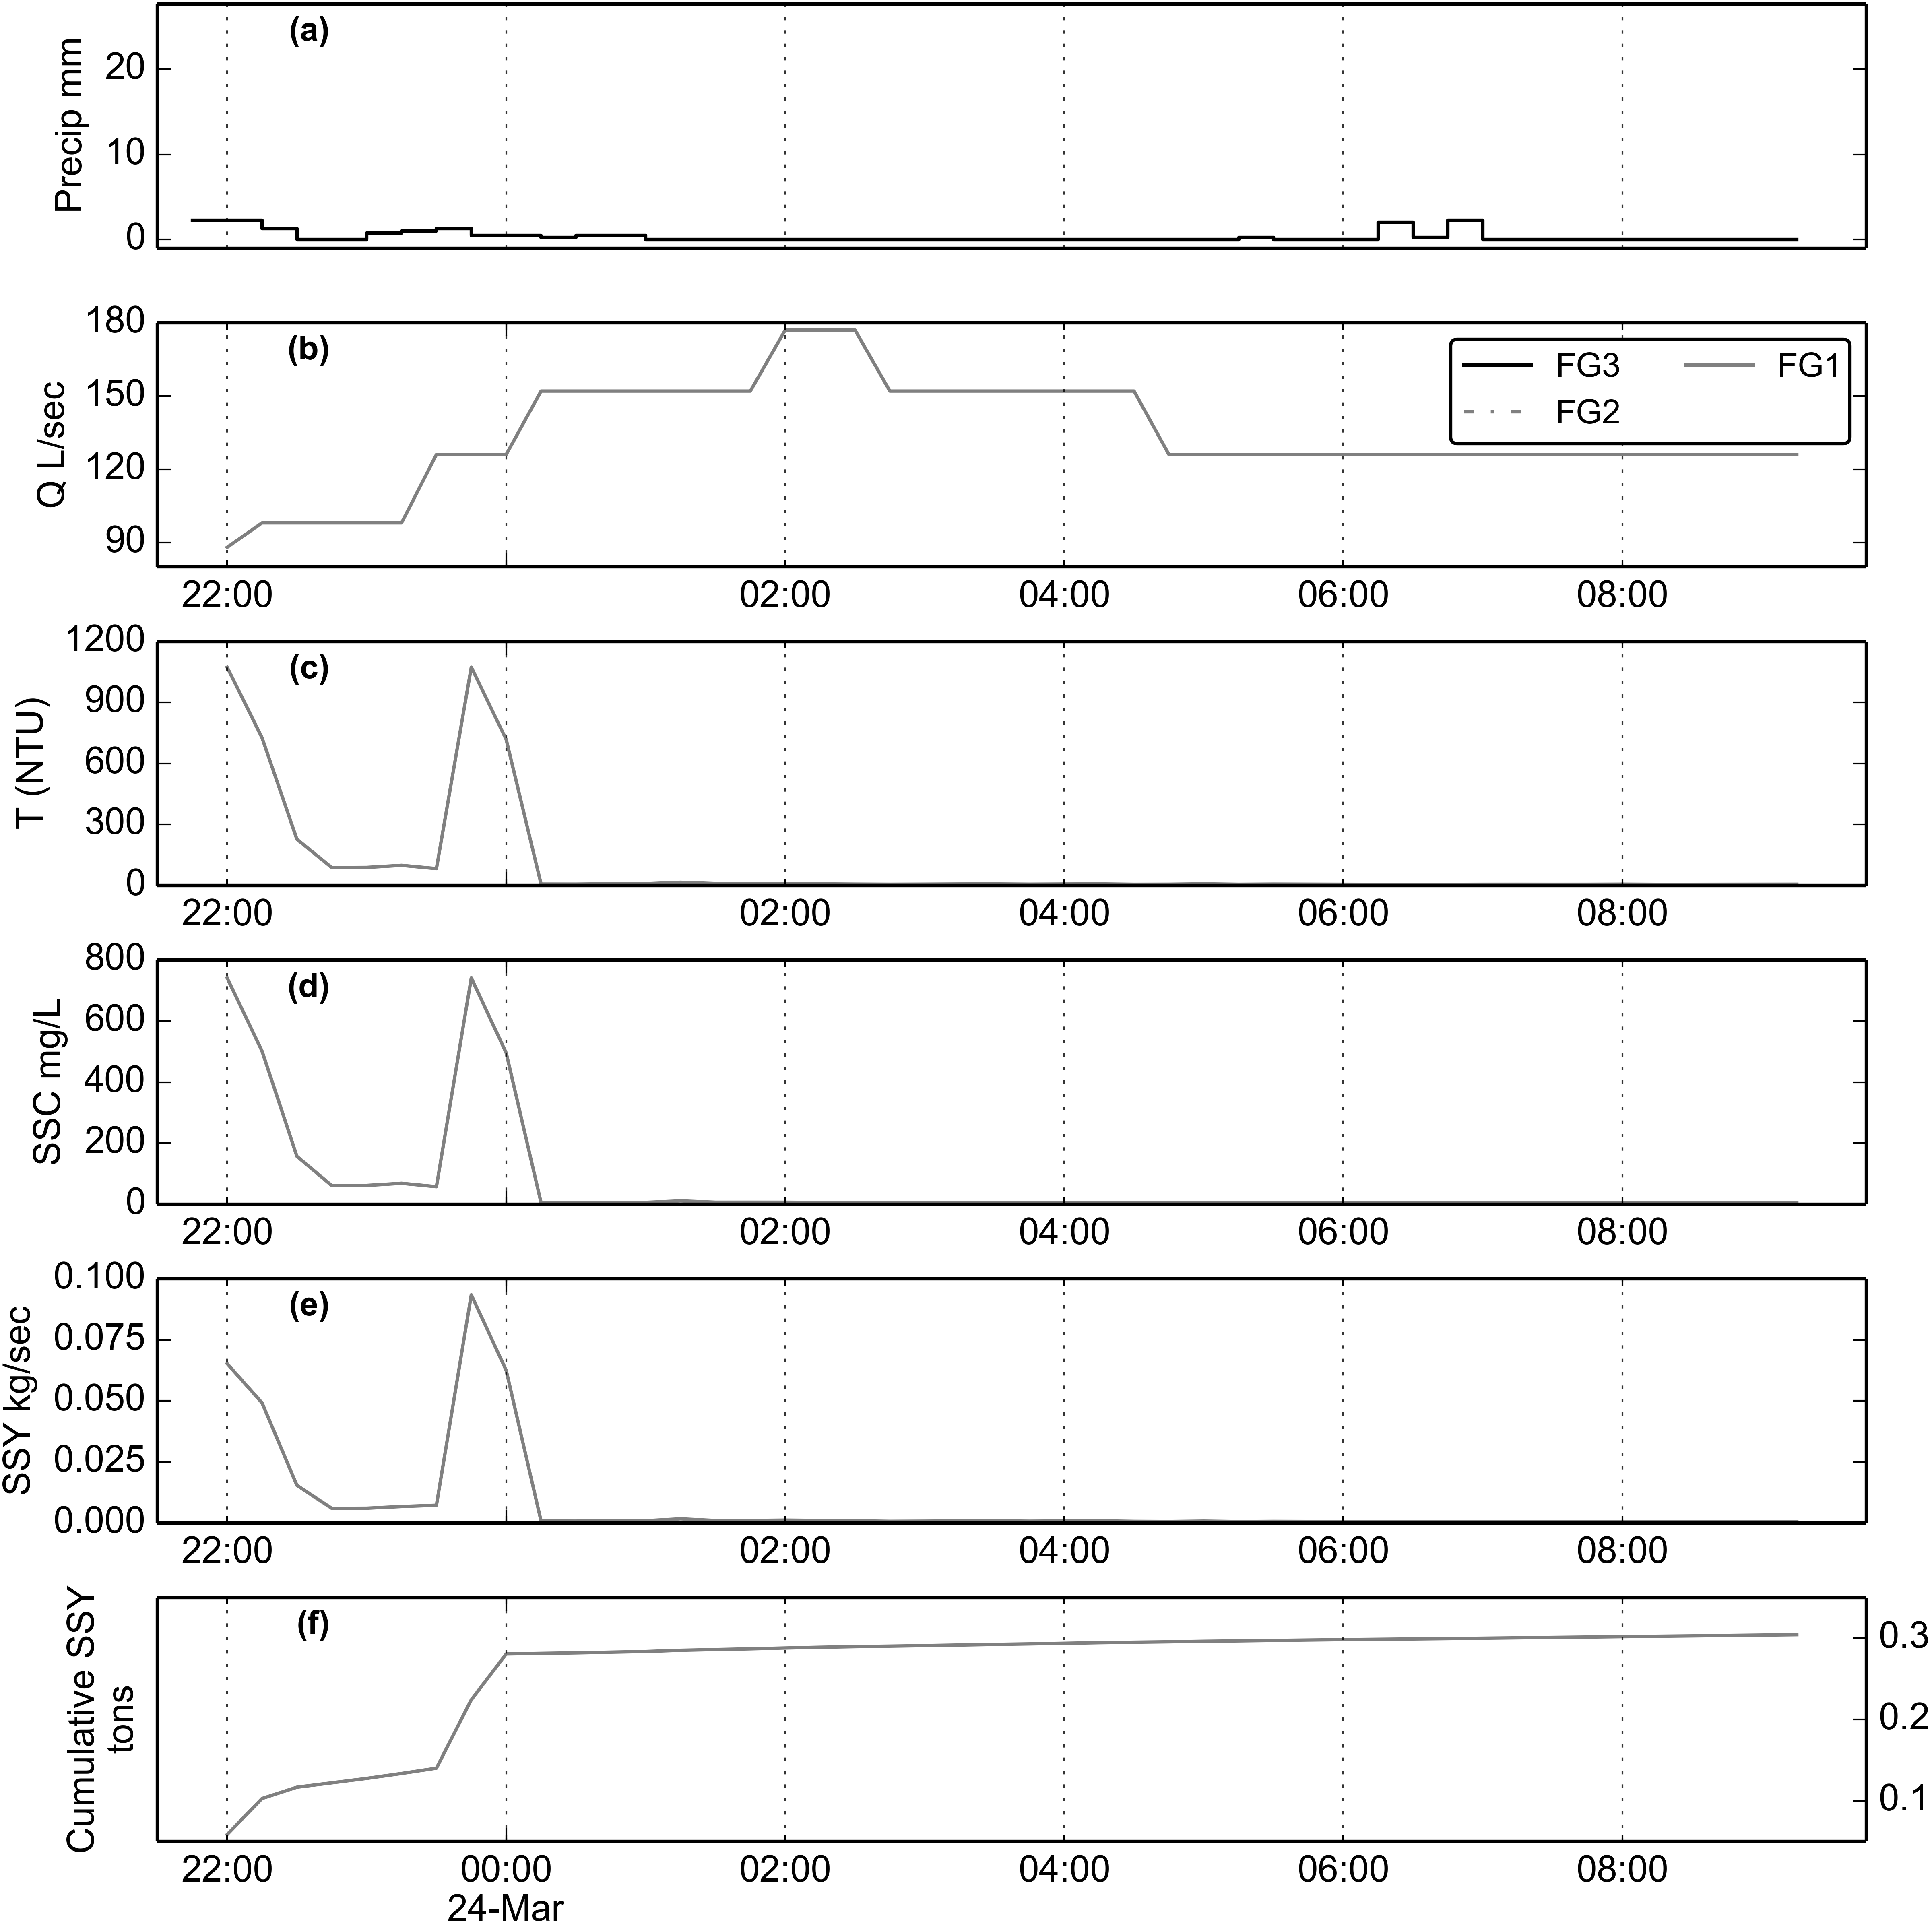 (a)
Precip mm
20
10
0
(b)
Q L/sec
180
150
120
90
FG3 FG1
FG2
22:00 02:00 04:00 06:00 08:00
(c)
T (NTU)
1200
900
600
300
0
22:00 02:00 04:00 06:00 08:00
(d)
SSC mg/L
800
600
400
200
0
22:00 02:00 04:00 06:00 08:00
(e)
SSY kg/sec
0.100
0.075
0.050
0.025
0.000
22:00 02:00 04:00 06:00 08:00
(f)
Cumulative SSY
tons
0.3
0.2
0.1
22:00 00:00 02:00 04:00 06:00 08:00
24-Mar